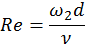 Re = ω₂d / ν